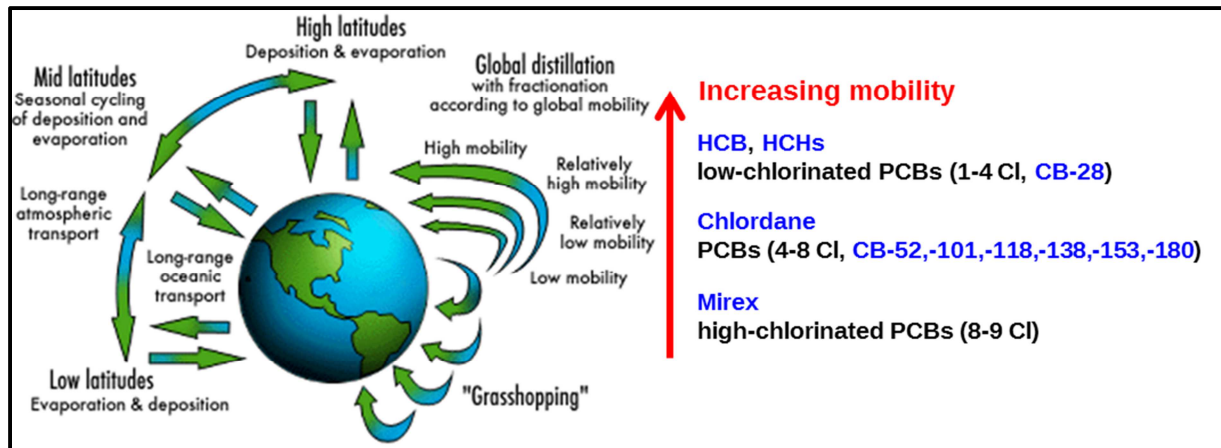 High latitudes
Deposition & evaporation
Mid latitudes
Seasonal cycling
of deposition and
evaporation
Global distillation
with fractionation
according to global mobility
High mobility
Relatively
high mobility
Relatively
low mobility
Low mobility
Long-range
atmospheric
transport
Long-range
oceanic
transport
Low latitudes
Evaporation & deposition
"Grasshopping"
Increasing mobility
HCB, HCHs
low-chlorinated PCBs (1-4 Cl, CB-28)
Chlordane
PCBs (4-8 Cl, CB-52,-101,-118,-138,-153,-180)
Mirex
high-chlorinated PCBs (8-9 Cl)